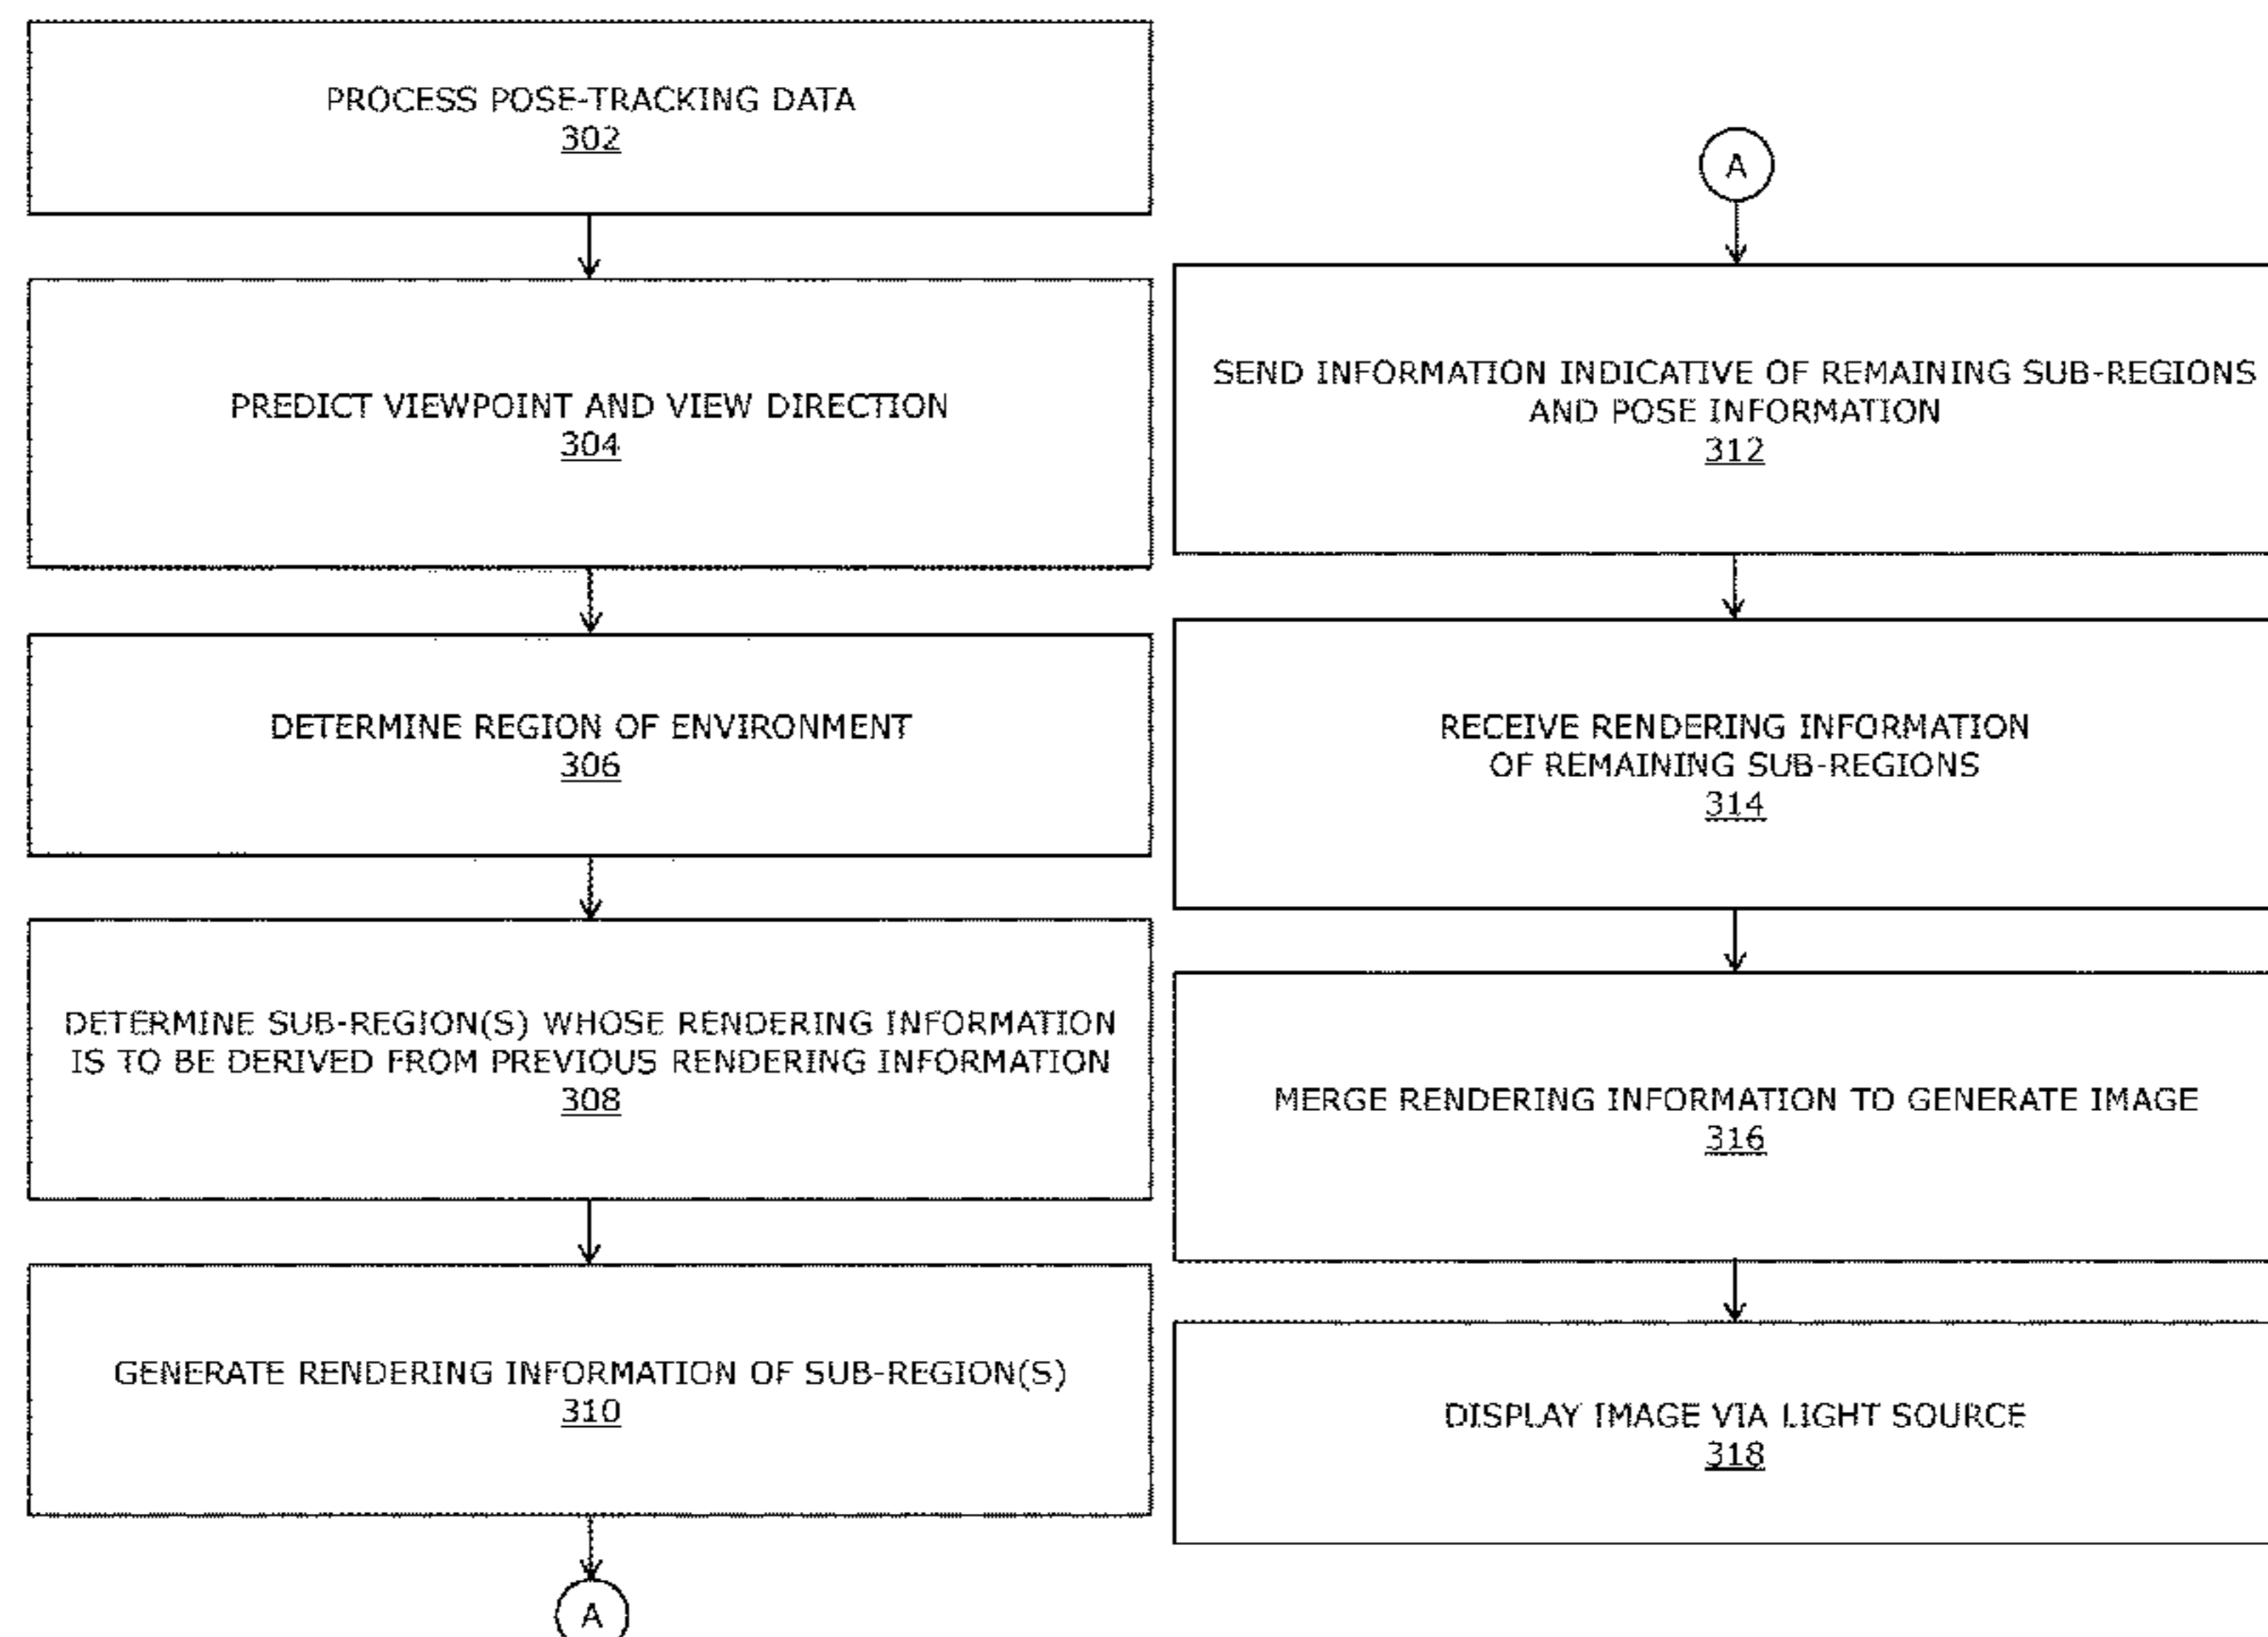 PROCESS POSE-TRACKING DATA
302
PREDICT VIEWPOINT AND VIEW DIRECTION
304
DETERMINE REGION OF ENVIRONMENT
306
DETERMINE SUB-REGION(S) WHOSE RENDERING INFORMATION
IS TO BE DERIVED FROM PREVIOUS RENDERING INFORMATION
308
GENERATE RENDERING INFORMATION OF SUB-REGION(S)
310
A
A
SEND INFORMATION INDICATIVE OF REMAINING SUB-REGIONS
AND POSE INFORMATION
312
RECEIVE RENDERING INFORMATION
OF REMAINING SUB-REGIONS
314
MERGE RENDERING INFORMATION TO GENERATE IMAGE
316
DISPLAY IMAGE VIA LIGHT SOURCE
318